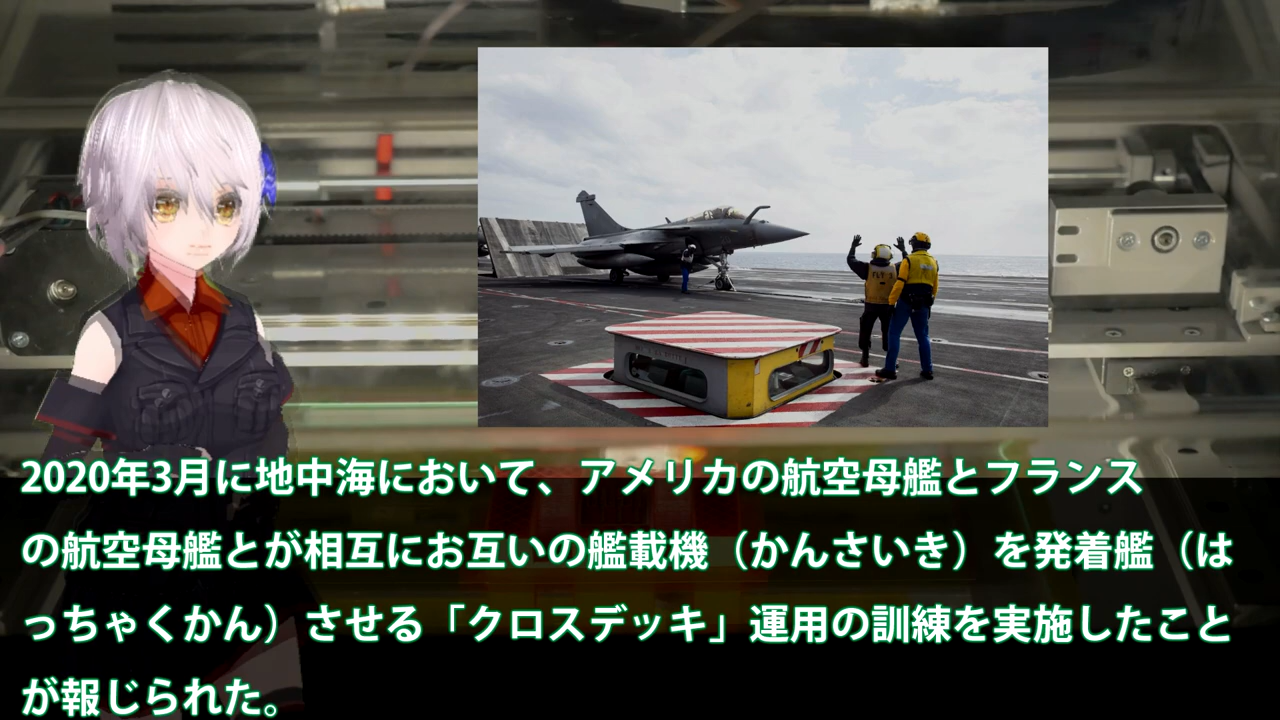 2020年3月に地中海において、アメリカの航空母艦とフランス
の航空母艦とが相互にお互いの艦載機（かんさいき）を発着艦（は
っちゃくかん）させる「クロスデッキ」運用の訓練を実施したこと
が報じられた。